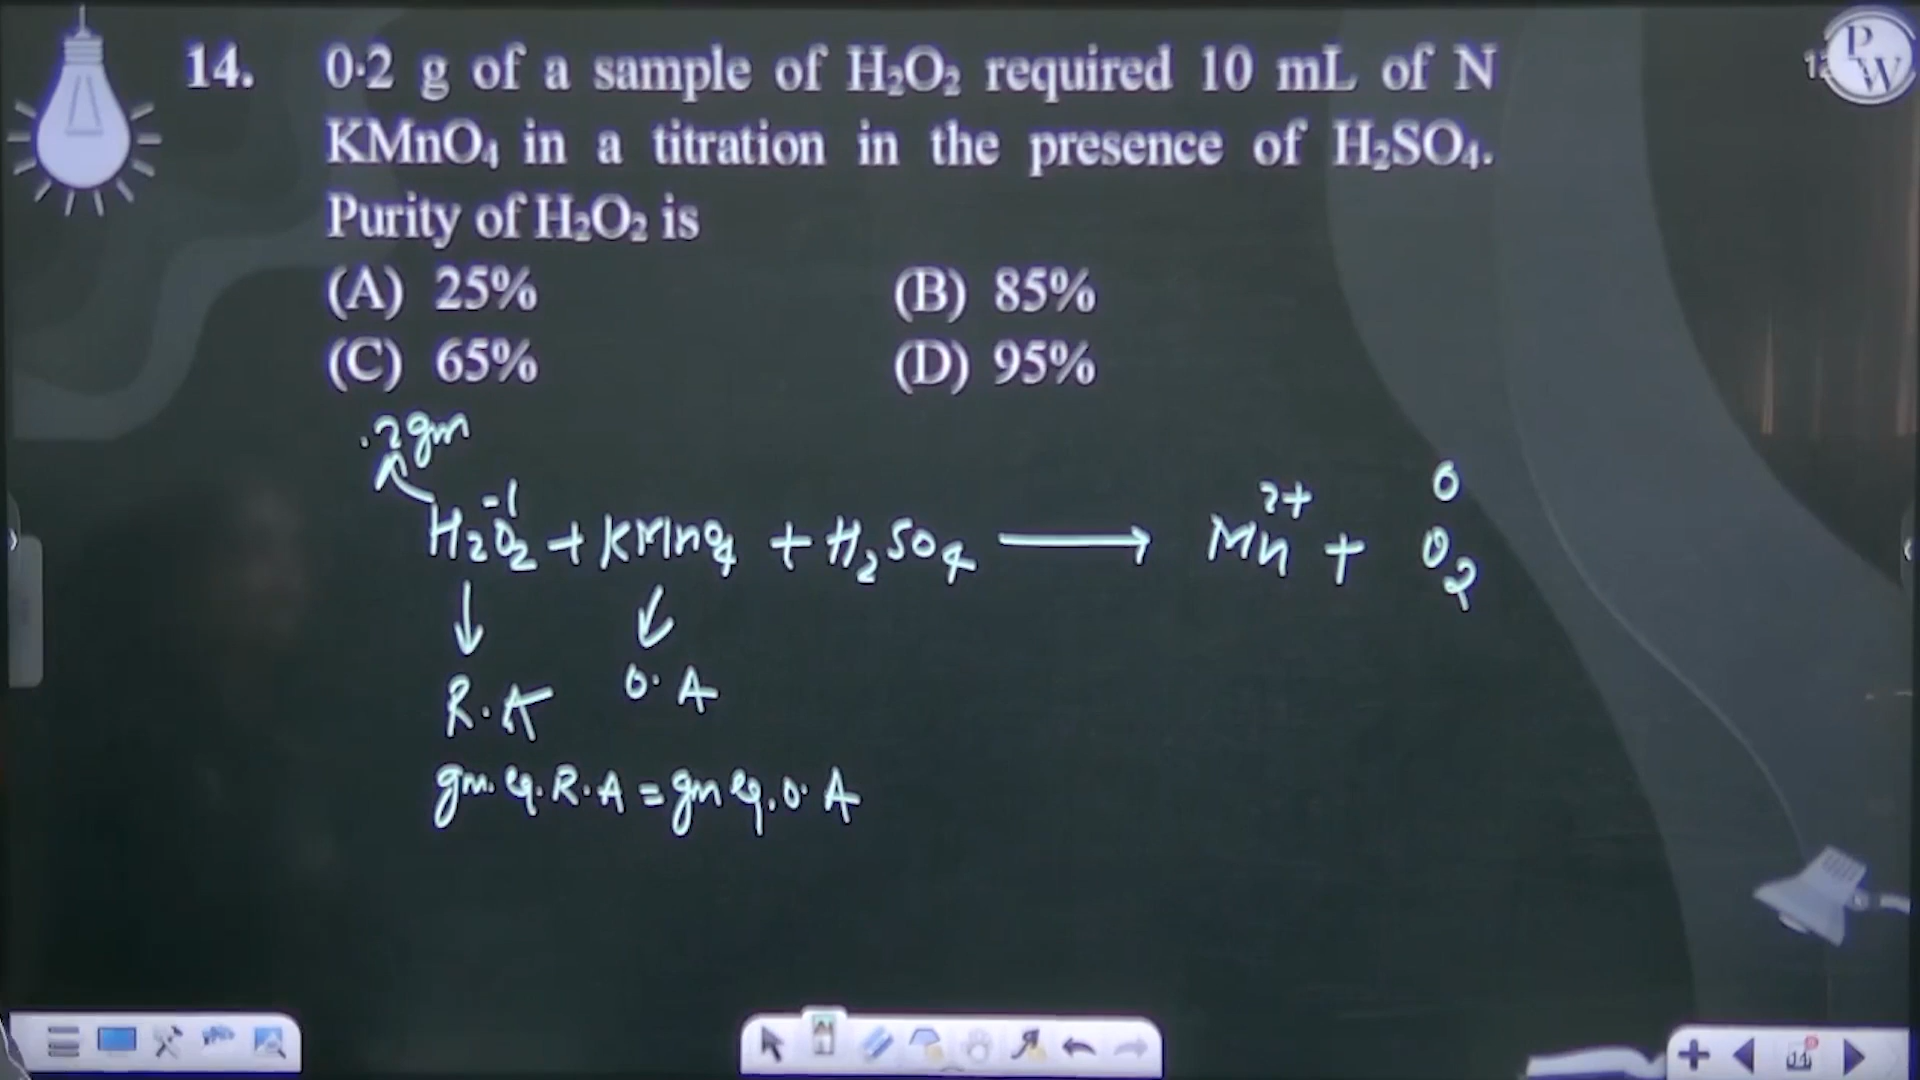 14. 0·2 g of a sample of H₂O₂ required 10 mL of N
KMnO₄ in a titration in the presence of H₂SO₄.
Purity of H₂O₂ is
(A) 25% (B) 85%
(C) 65% (D) 95%
.2gm
-1 2+ 0
H₂O₂ + KMnO₄ + H₂SO₄ ⟶ Mn + O₂
R.A O.A
gm.eq.R.A = gm eq.O.A
PW